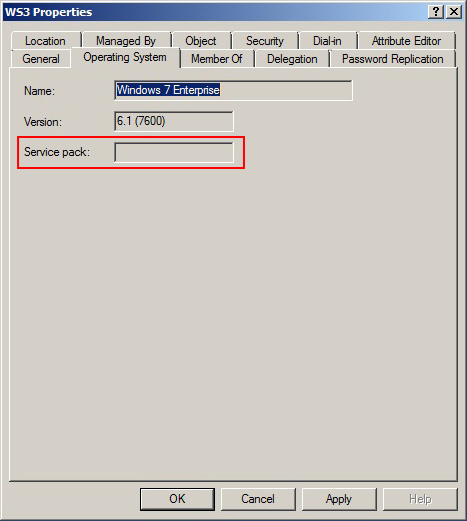 WS3 Properties
Location Managed By Object Security Dial-in Attribute Editor
General Operating System Member Of Delegation Password Replication
Name: Windows 7 Enterprise
Version: 6.1 (7600)
Service pack:
OK Cancel Apply Help